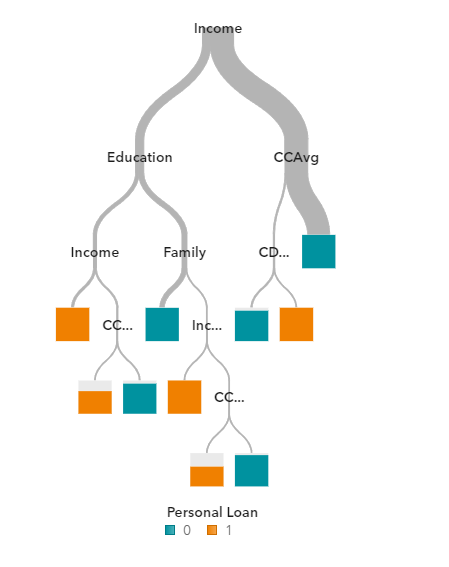 Income
Education CCAvg
Income Family CD...
CC... Inc...
CC...
Personal Loan
0 1